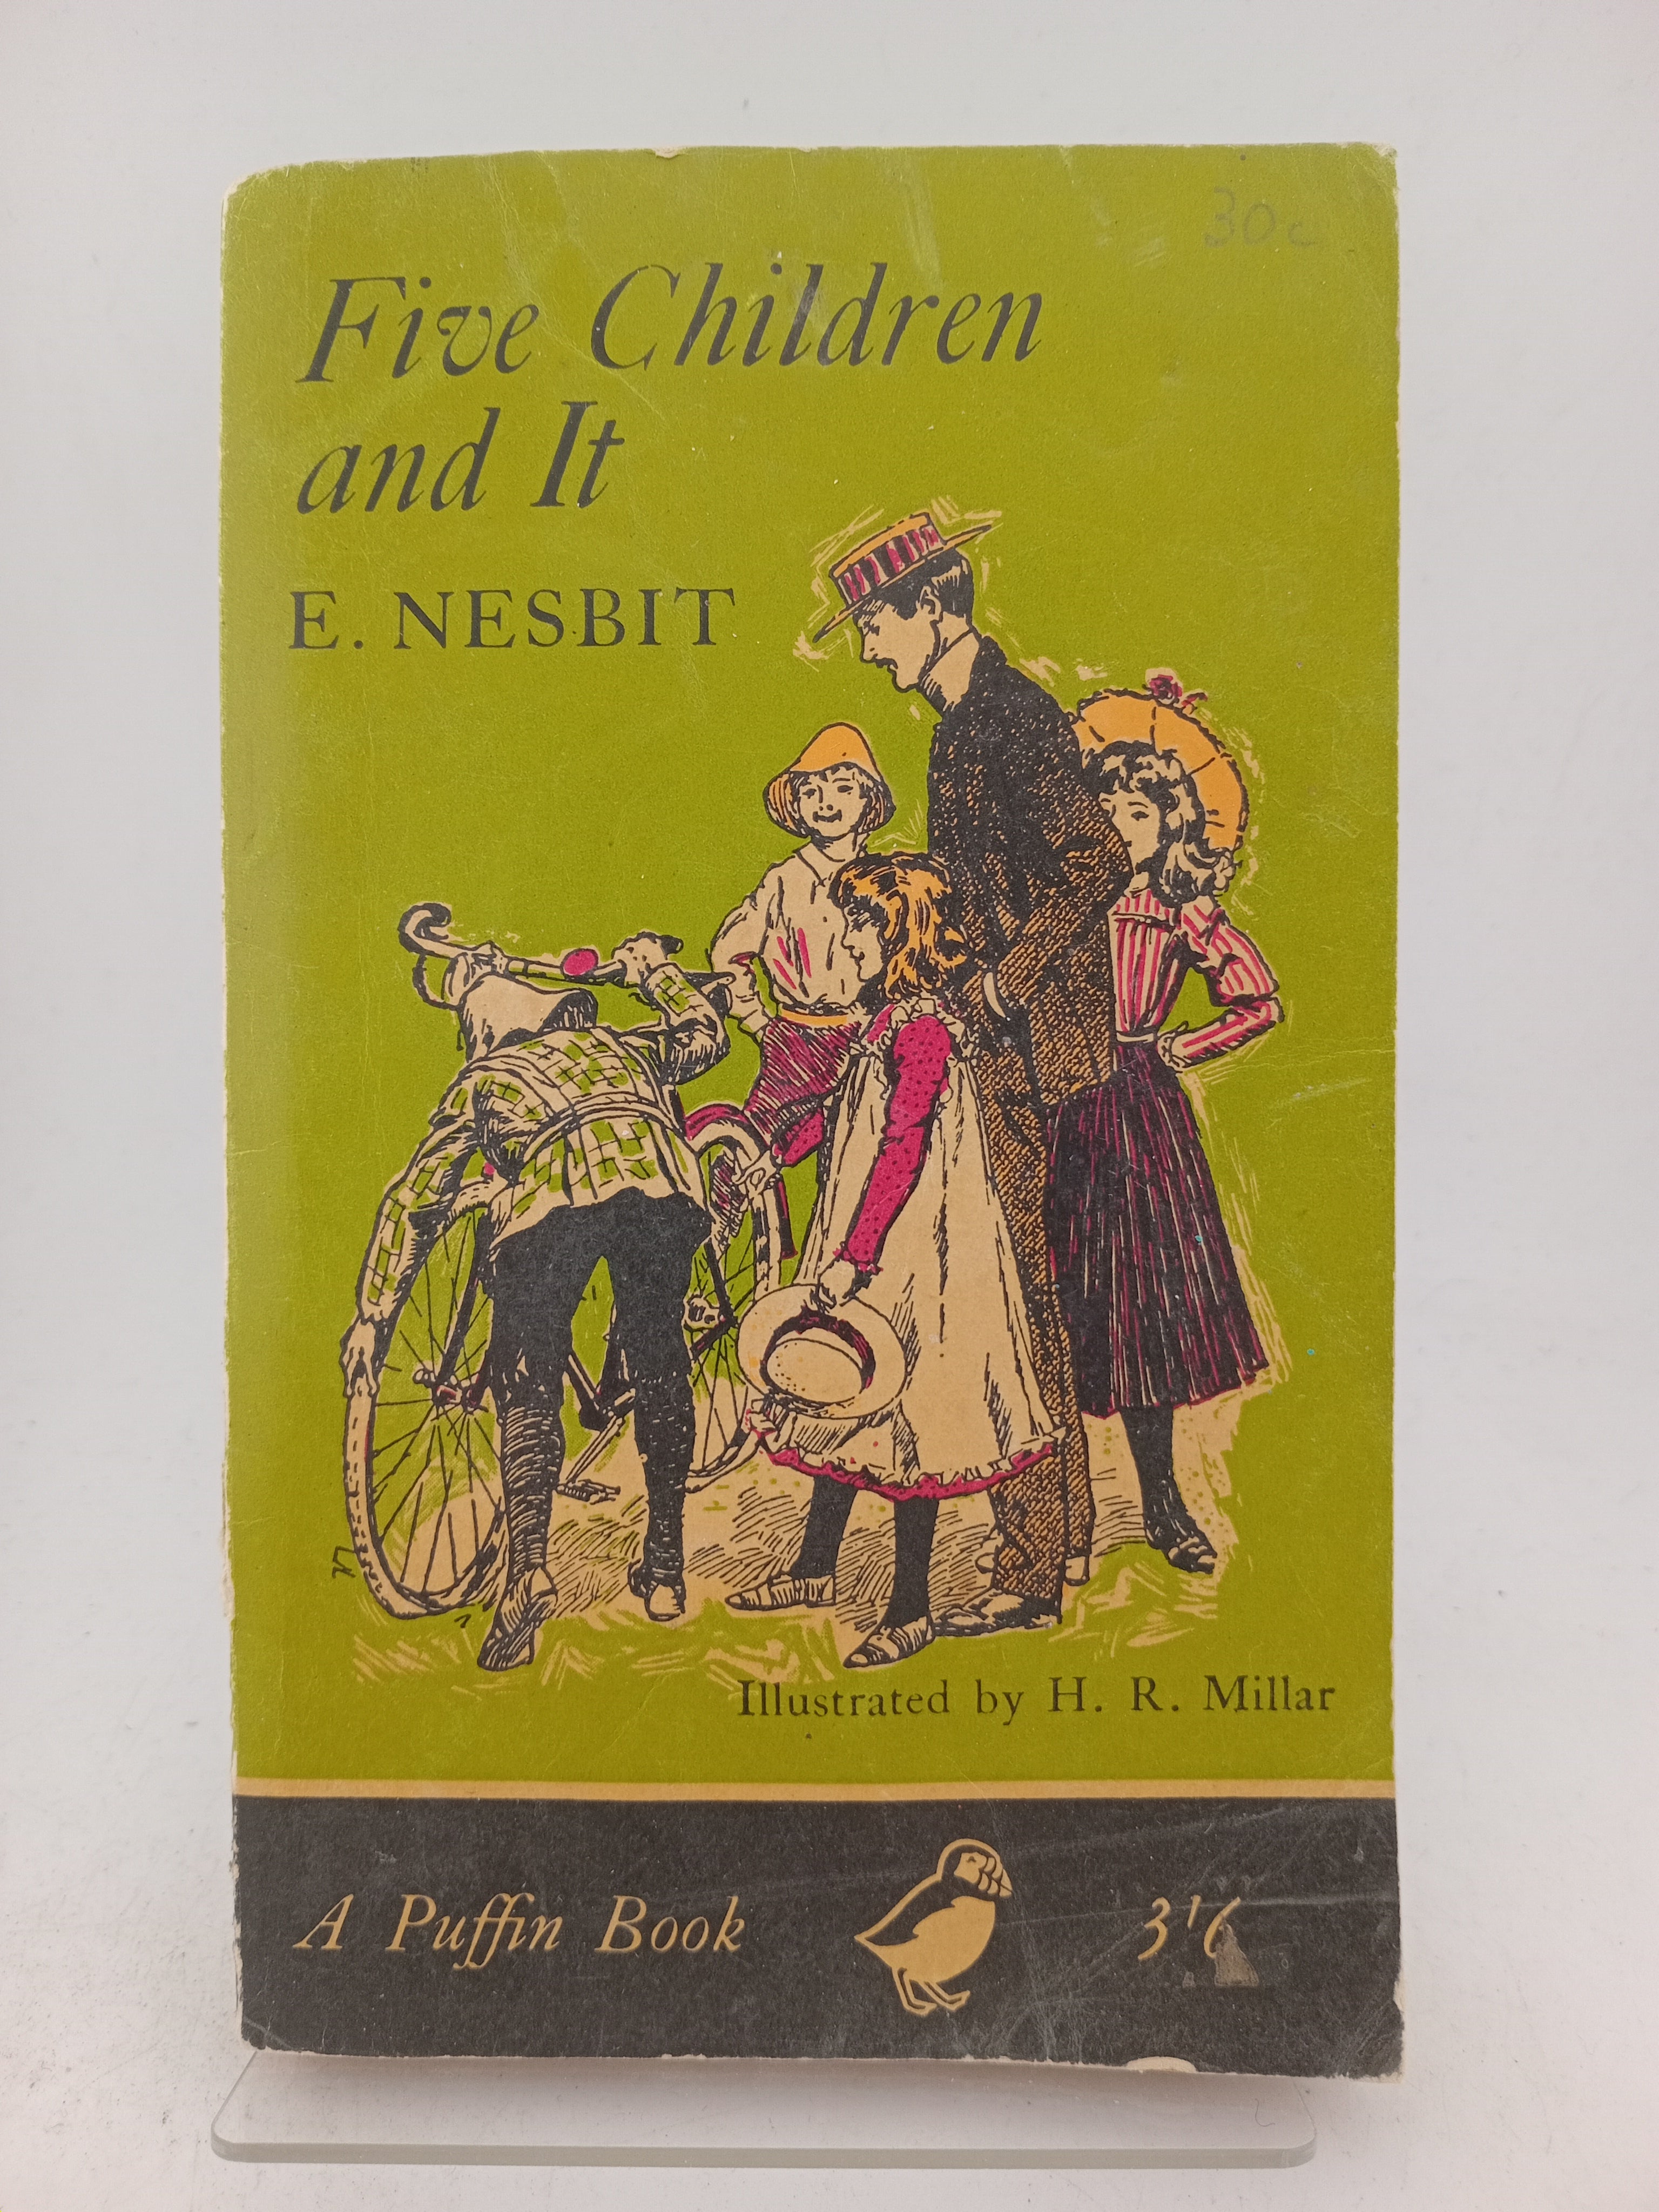 30c
Five Children
and It
E. NESBIT
Illustrated by H. R. Millar
A Puffin Book
3'6